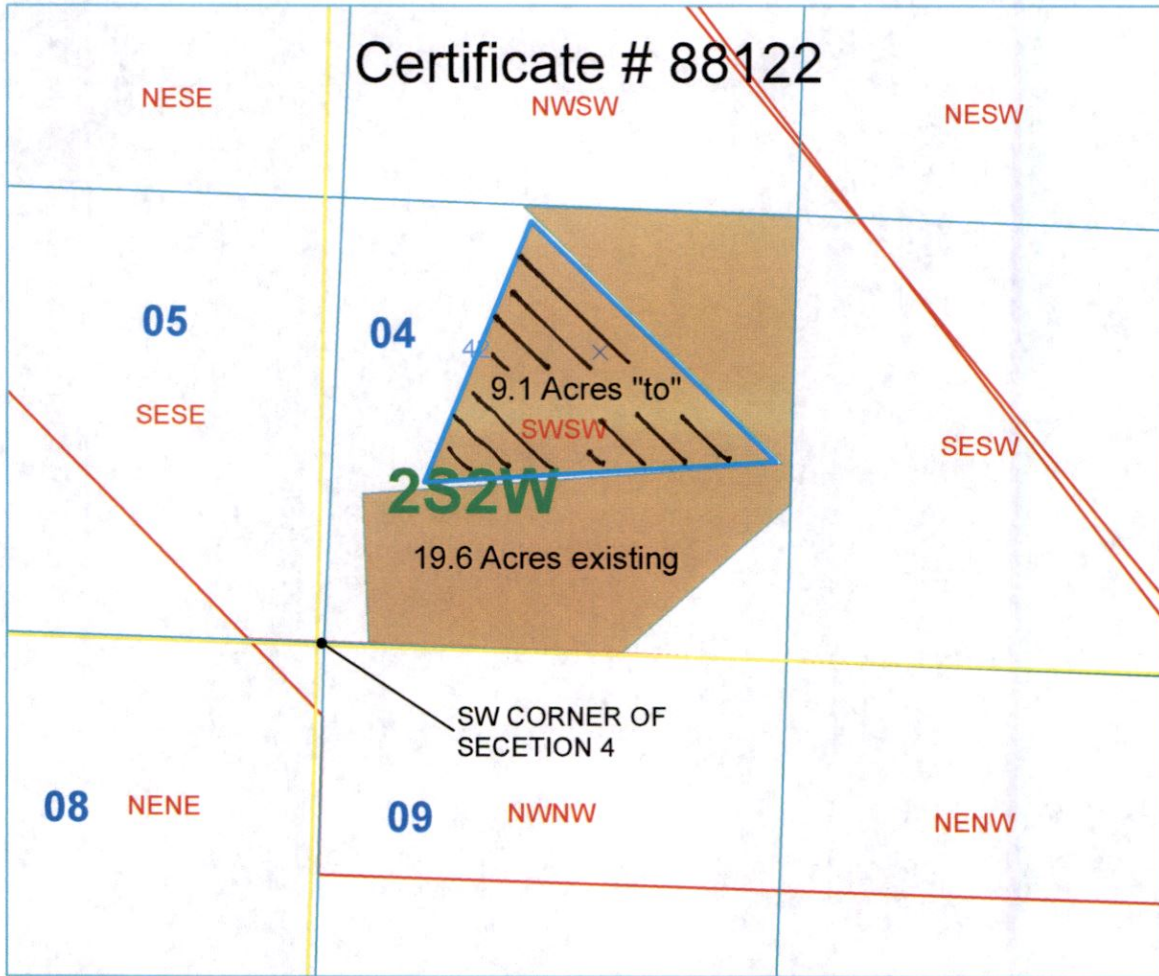 Certificate # 88122
NESE
NWSW
NESW
05
04
42
9.1 Acres "to"
SESE
SWSW
SESW
2S2W
19.6 Acres existing
SW CORNER OF
SECETION 4
08
NENE
09
NWNW
NENW